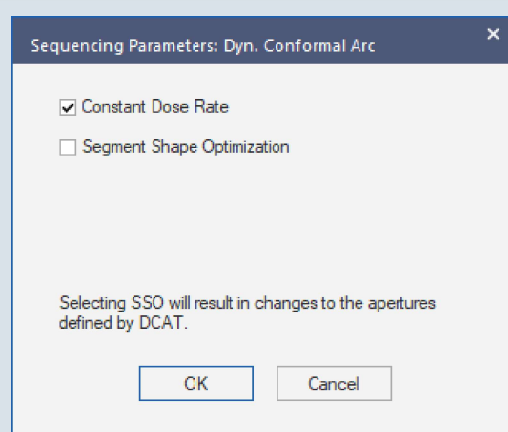 Sequencing Parameters: Dyn. Conformal Arc
Constant Dose Rate
Segment Shape Optimization
Selecting SSO will result in changes to the apertures
defined by DCAT.
OK Cancel